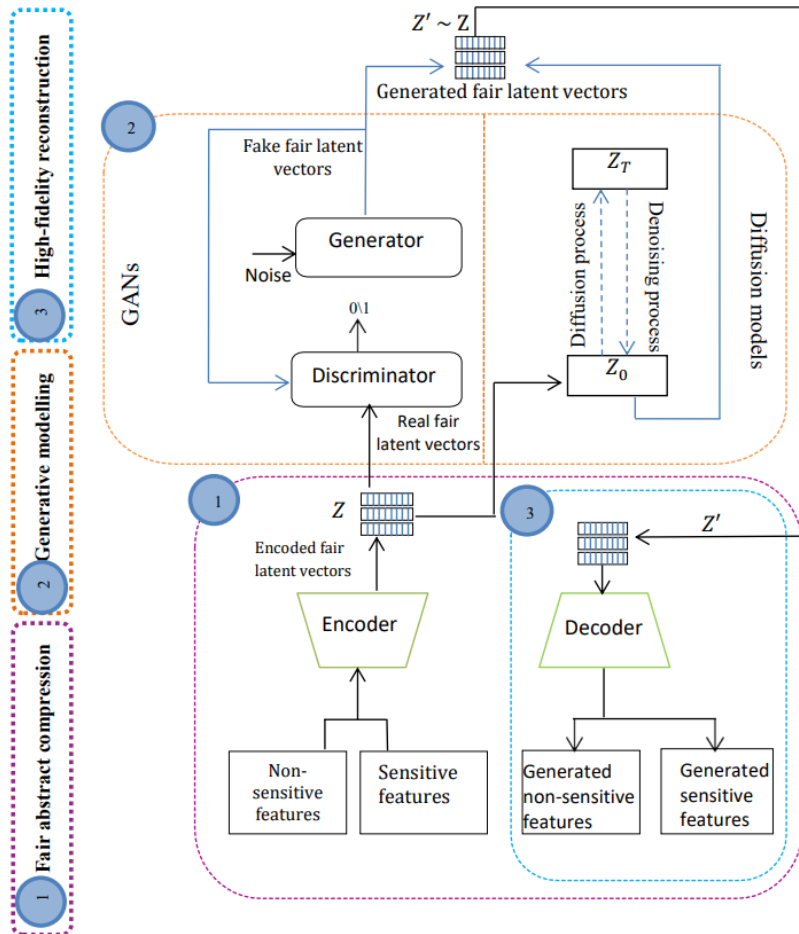 Z′ ~ Z
Generated fair latent vectors
2
Fake fair latent
vectors
Generator
Noise
0\1
Discriminator
Real fair
latent vectors
GANs
Z_T
Diffusion process
Denoising process
Z_0
Diffusion models
1
Z
Encoded fair
latent vectors
Encoder
Non-
sensitive
features
Sensitive
features
3
Z′
Decoder
Generated
non-sensitive
features
Generated
sensitive
features
3 High-fidelity reconstruction
2 Generative modelling
1 Fair abstract compression